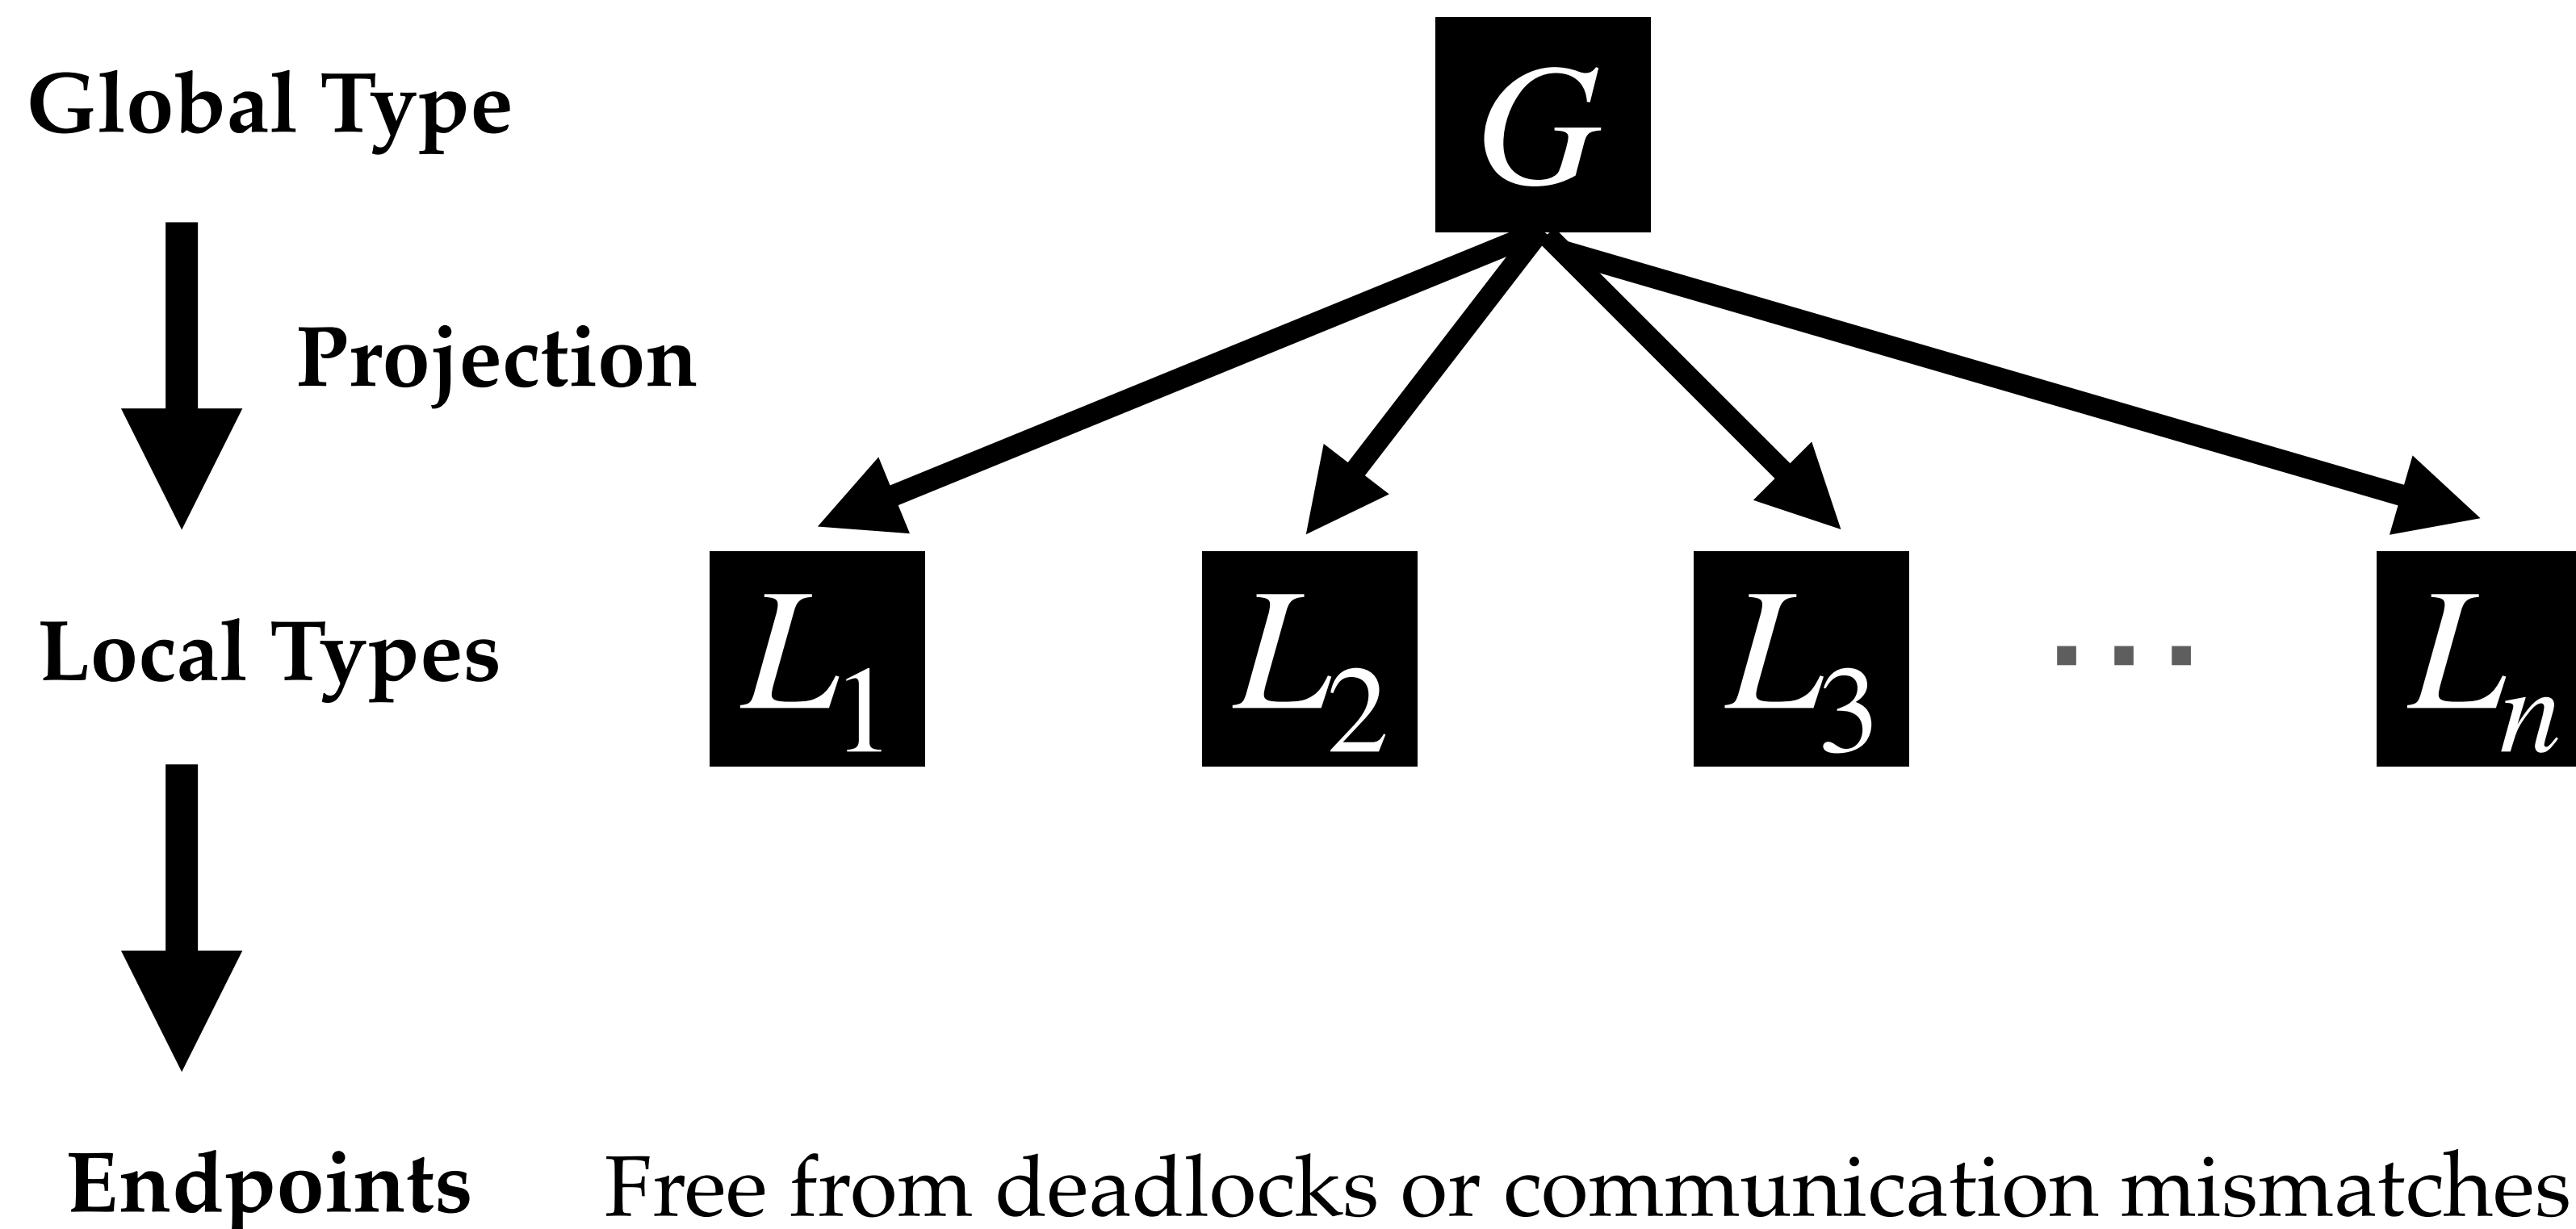 Global Type
G
Projection
Local Types
L1 L2 L3 ... Ln
Endpoints
Free from deadlocks or communication mismatches